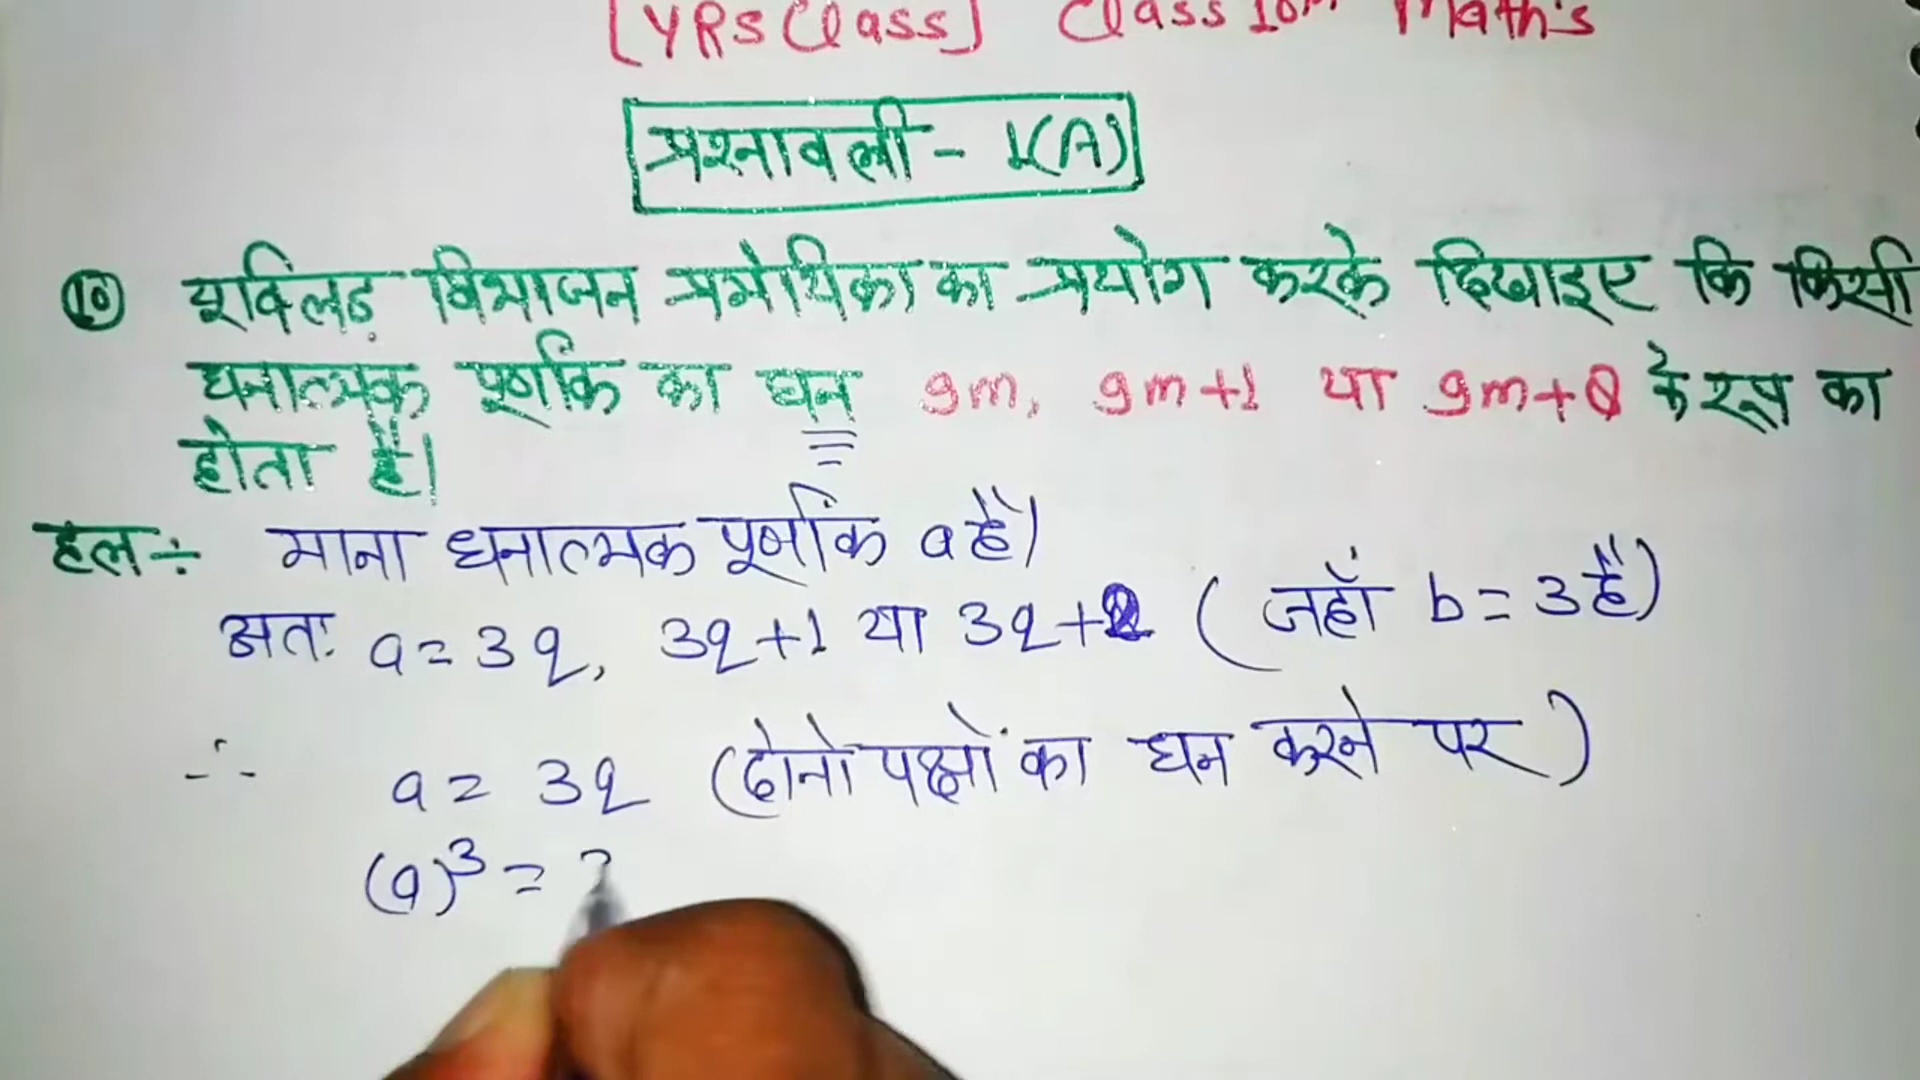 [YRS Class] Class 10th Math's
प्रश्नावली - 1(A)
⑩ यूक्लिड विभाजन प्रमेयिका का प्रयोग करके दिखाइए कि किसी
धनात्मक पूर्णांक का घन 9m, 9m+1 या 9m+8 के रूप का
होता है।
हल÷ माना धनात्मक पूर्णांक a है।
अतः a = 3q, 3q+1 या 3q+2 ( जहाँ b = 3 है )
∴ a = 3q (दोनो पक्षों का घन करने पर )
(a)³ =